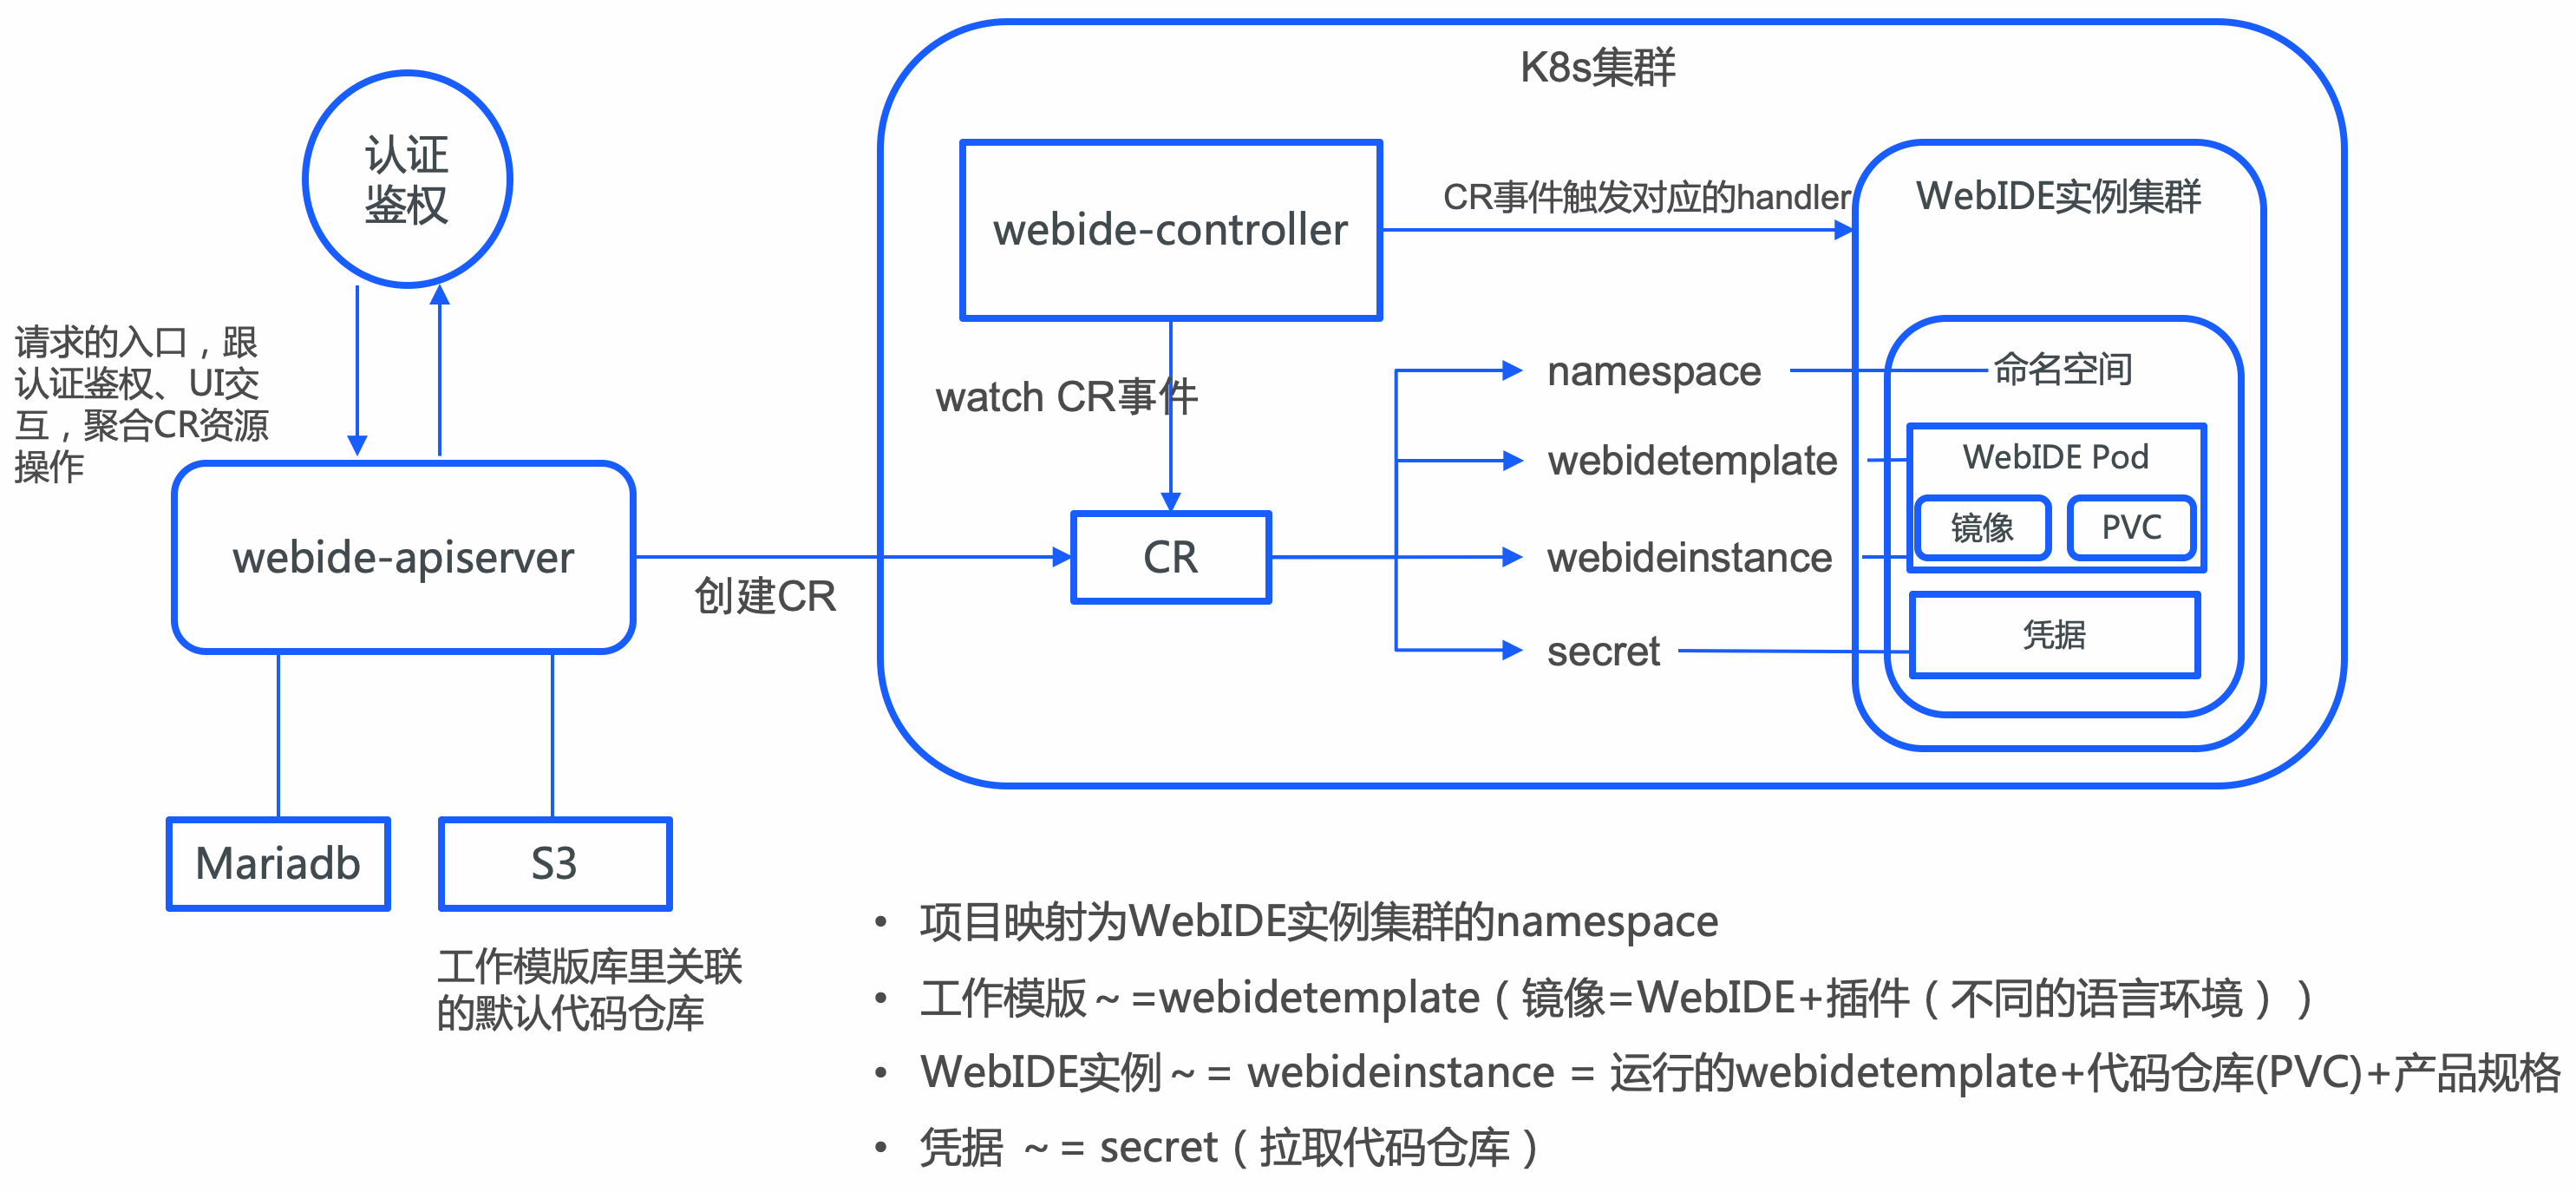 K8s集群
认证
鉴权
webide-controller
CR事件触发对应的handler
WebIDE实例集群
请求的入口，跟
认证鉴权、UI交
互，聚合CR资源
操作
watch CR事件
namespace
命名空间
webidetemplate
WebIDE Pod
镜像
PVC
webide-apiserver
创建CR
CR
webideinstance
secret
凭据
Mariadb
S3
工作模版库里关联
的默认代码仓库
• 项目映射为WebIDE实例集群的namespace
• 工作模版～=webidetemplate（镜像=WebIDE+插件（不同的语言环境））
• WebIDE实例～= webideinstance = 运行的webidetemplate+代码仓库(PVC)+产品规格
• 凭据 ～= secret（拉取代码仓库）